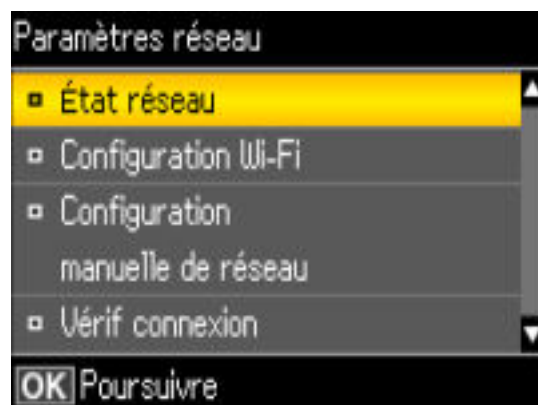 Paramètres réseau
État réseau
Configuration Wi-Fi
Configuration
manuelle de réseau
Vérif connexion
OK Poursuivre